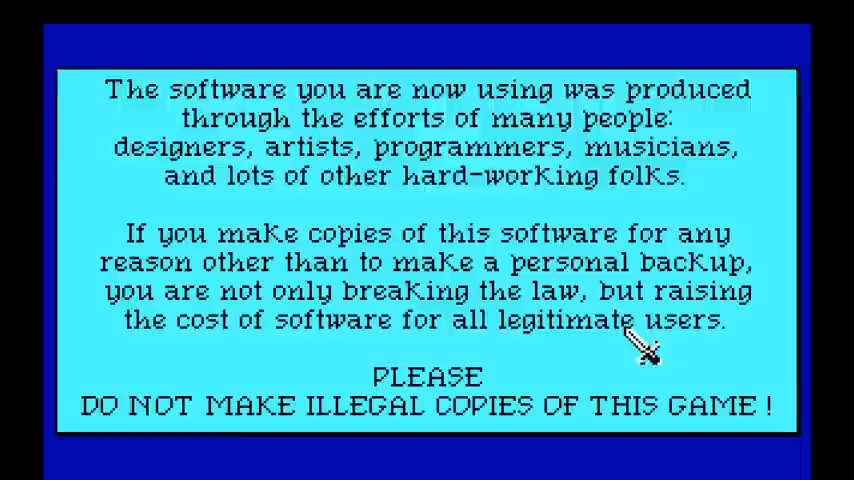 The software you are now using was produced
through the efforts of many people:
designers, artists, programmers, musicians,
and lots of other hard-working folks.
If you make copies of this software for any
reason other than to make a personal backup,
you are not only breaking the law, but raising
the cost of software for all legitimate users.
PLEASE
DO NOT MAKE ILLEGAL COPIES OF THIS GAME !